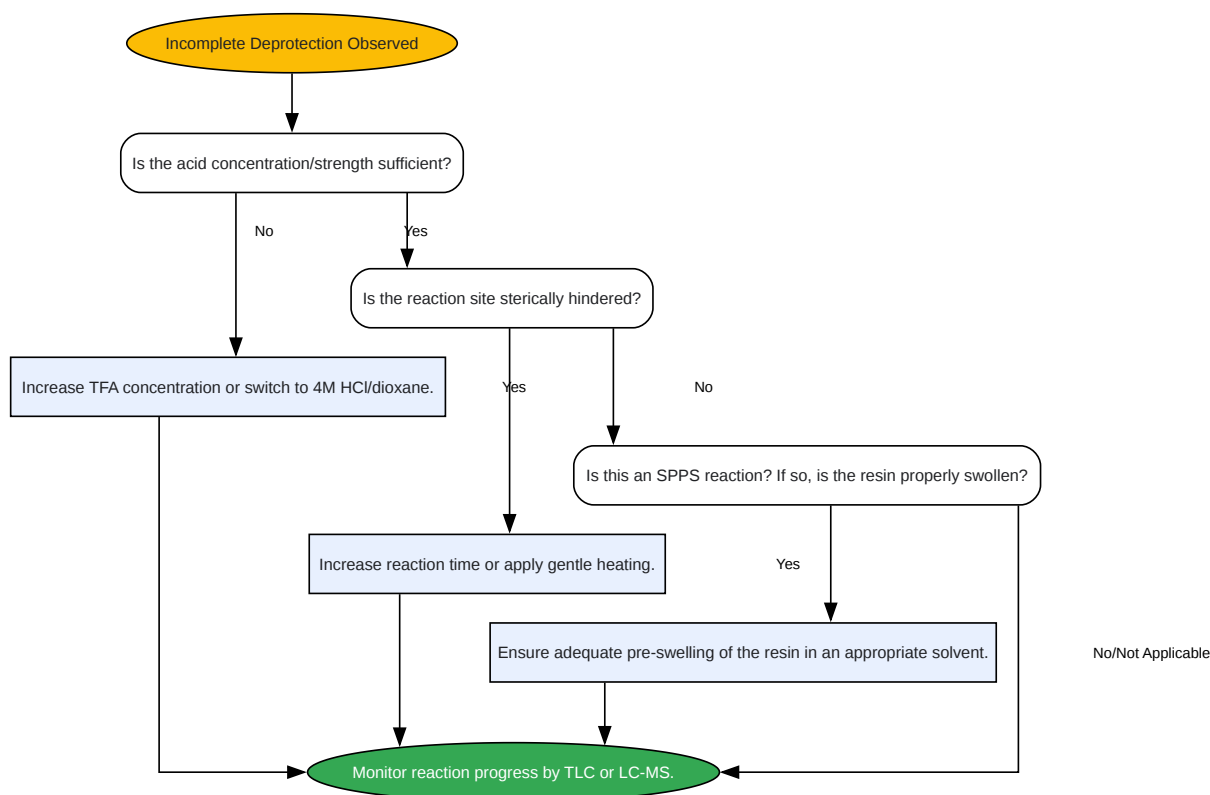 Incomplete Deprotection Observed
Is the acid concentration/strength sufficient?
No
Yes
Is the reaction site sterically hindered?
Increase TFA concentration or switch to 4M HCl/dioxane.
Yes
No
Is this an SPPS reaction? If so, is the resin properly swollen?
Increase reaction time or apply gentle heating.
Yes
Ensure adequate pre-swelling of the resin in an appropriate solvent.
No/Not Applicable
Monitor reaction progress by TLC or LC-MS.